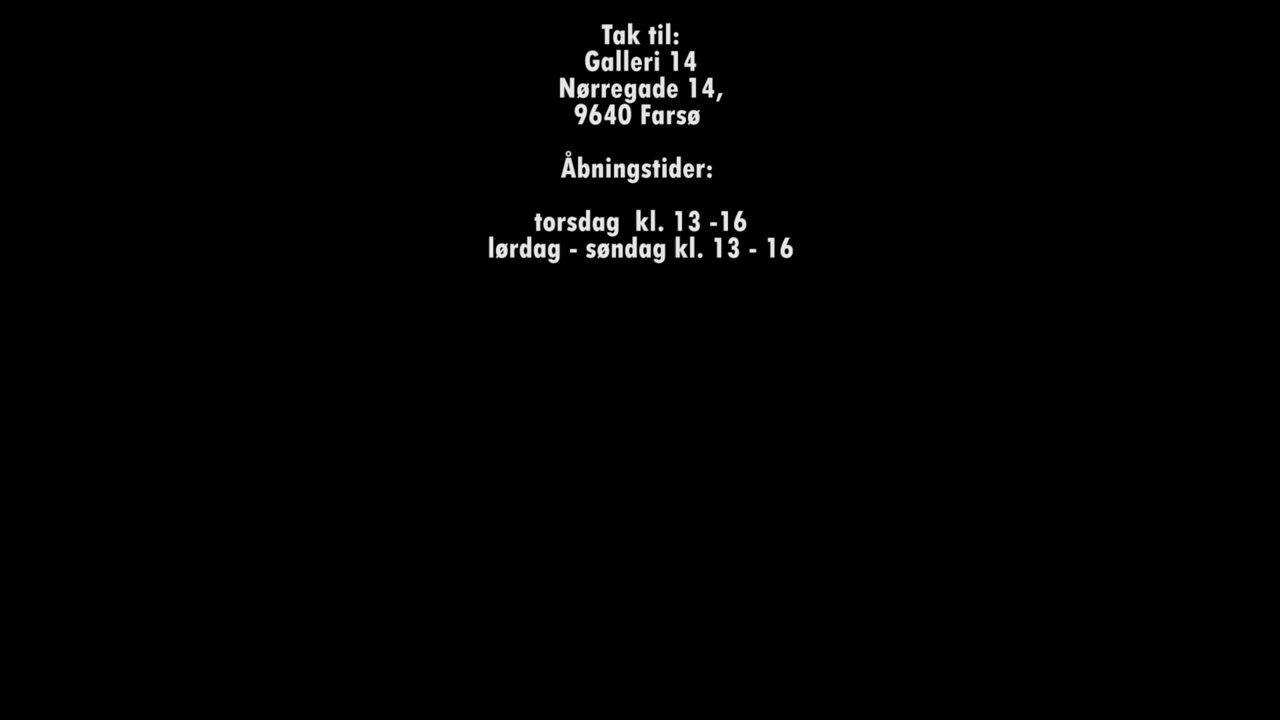 Tak til:
Galleri 14
Nørregade 14,
9640 Farsø
Åbningstider:
torsdag  kl. 13 -16
lørdag - søndag kl. 13 - 16